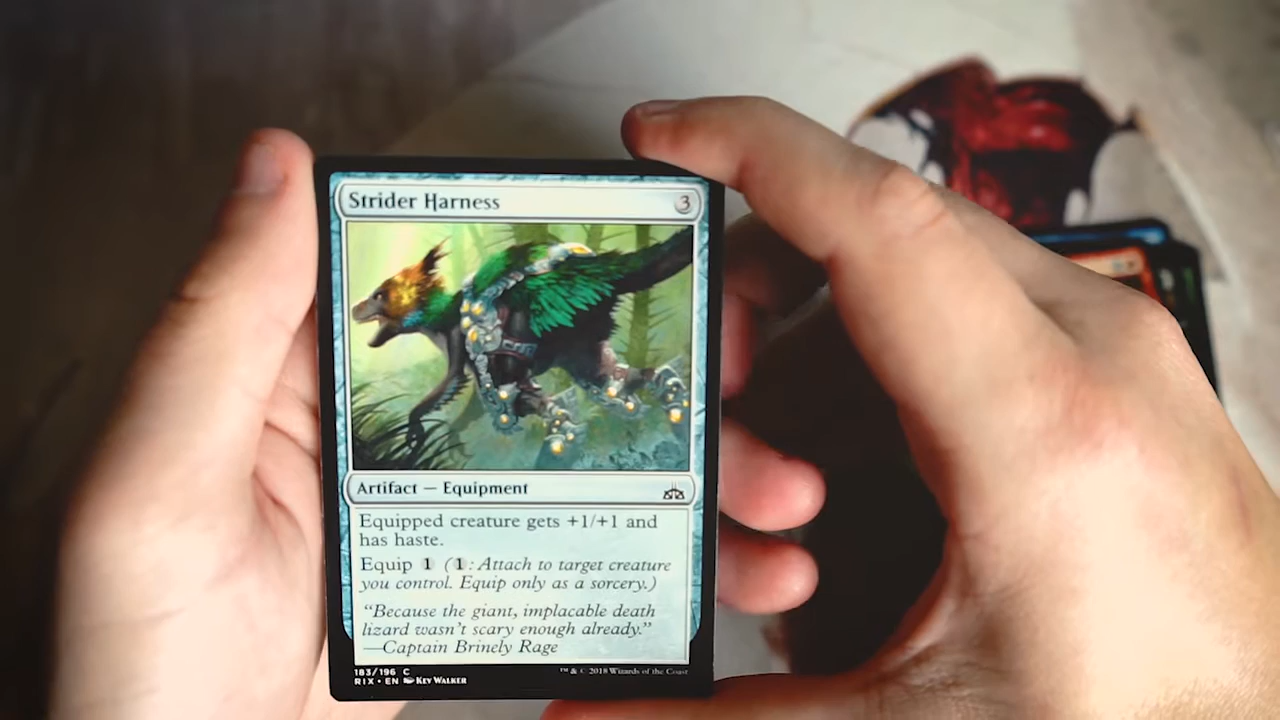 Strider Harness 3
Artifact — Equipment
Equipped creature gets +1/+1 and
has haste.
Equip 1 (1: Attach to target creature
you control. Equip only as a sorcery.)
"Because the giant, implacable death
lizard wasn't scary enough already."
—Captain Brinely Rage
183/196 C
RIX • EN Kev Walker
™ & © 2018 Wizards of the Coast